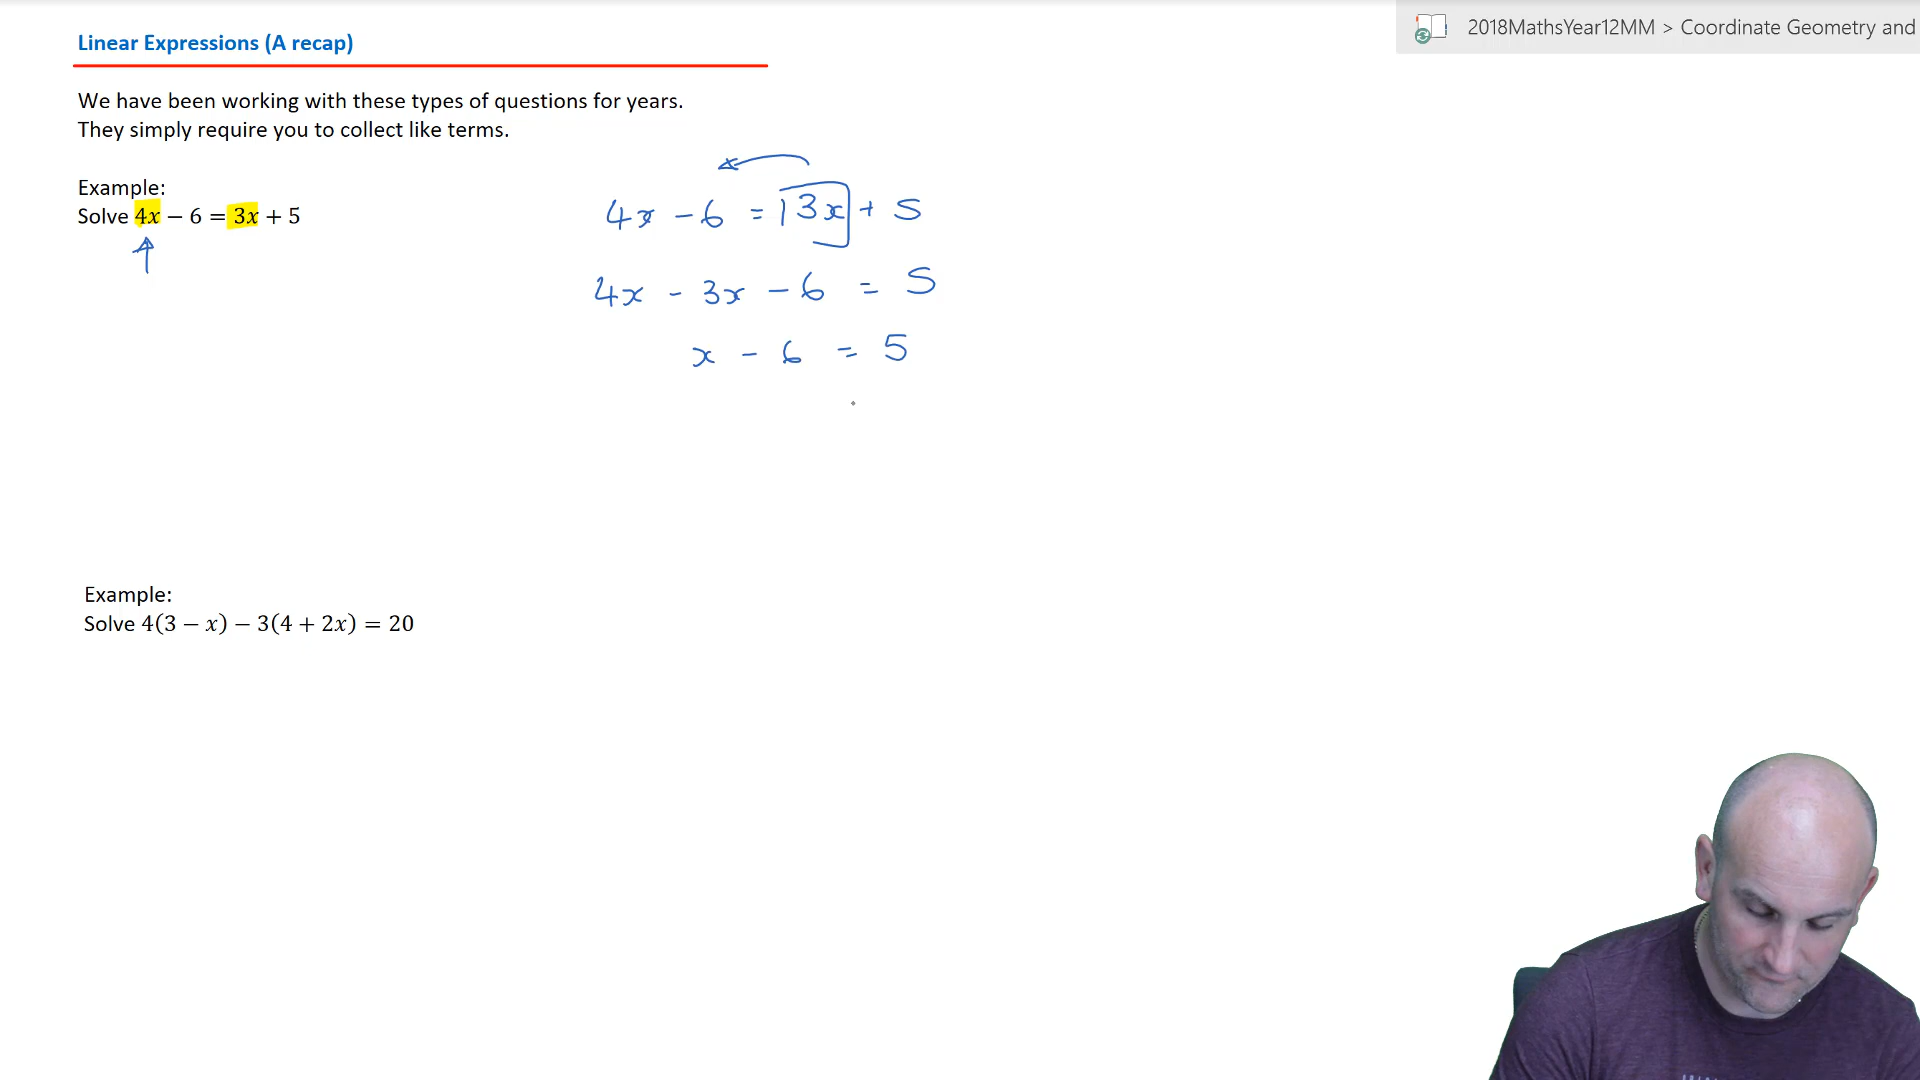 Linear Expressions (A recap)
2018MathsYear12MM > Coordinate Geometry and
We have been working with these types of questions for years.
They simply require you to collect like terms.
Example:
Solve 4x − 6 = 3x + 5
4x − 6 = 3x + 5
4x − 3x − 6 = 5
x − 6 = 5
Example:
Solve 4(3 − x) − 3(4 + 2x) = 20